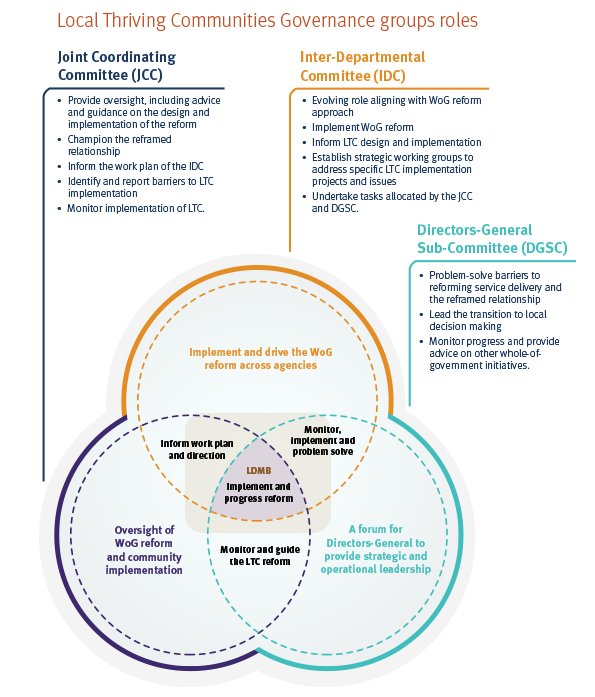 Local Thriving Communities Governance groups roles
Joint Coordinating
Committee (JCC)
• Provide oversight, including advice
and guidance on the design and
implementation of the reform
• Champion the reframed
relationship
• Inform the work plan of the IDC
• Identify and report barriers to LTC
implementation
• Monitor implementation of LTC.
Inter-Departmental
Committee (IDC)
• Evolving role aligning with WoG reform
approach
• Implement WoG reform
• Inform LTC design and implementation
• Establish strategic working groups to
address specific LTC implementation
projects and issues
• Undertake tasks allocated by the JCC
and DGSC.
Directors-General
Sub-Committee (DGSC)
• Problem-solve barriers to
reforming service delivery and
the reframed relationship
• Lead the transition to local
decision making
• Monitor progress and provide
advice on other whole-of-
government initiatives.
Implement and drive the WoG
reform across agencies
Inform work plan
and direction
Monitor,
implement and
problem solve
LDMB
Implement and
progress reform
Oversight of
WoG reform
and community
implementation
Monitor and guide
the LTC reform
A forum for
Directors-General to
provide strategic and
operational leadership